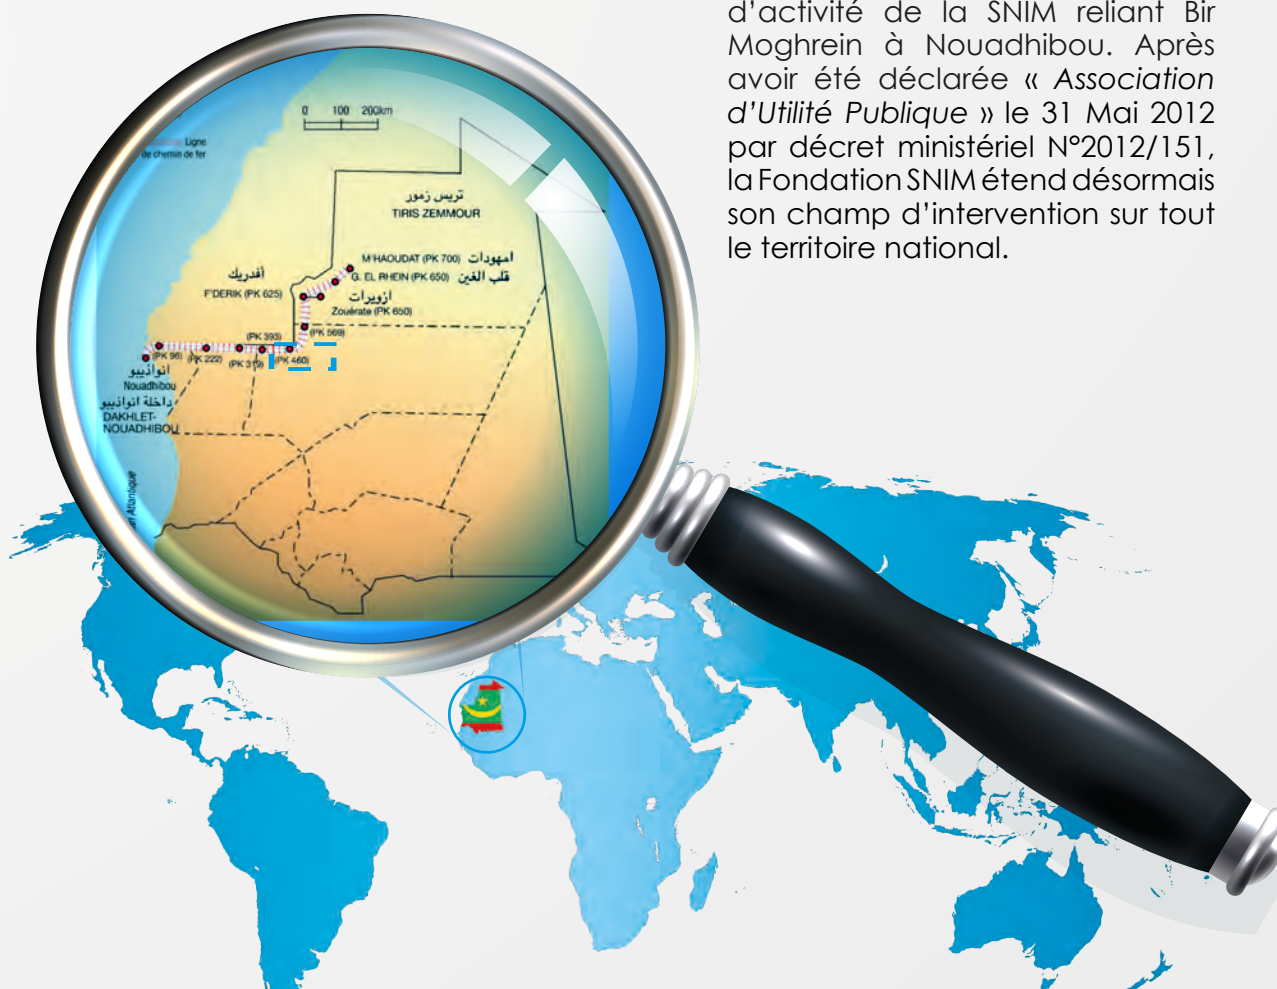 d’activité de la SNIM reliant Bir
Moghrein à Nouadhibou. Après
avoir été déclarée « Association
d’Utilité Publique » le 31 Mai 2012
par décret ministériel N°2012/151,
la Fondation SNIM étend désormais
son champ d’intervention sur tout
le territoire national.
0 100 200km
Ligne
de chemin de fer
تريس زمور
TIRIS ZEMMOUR
M'HAOUDAT (PK 700) امهودات
G. EL RHEIN (PK 650) قلب الغين
أفديرك
F'DERIK (PK 625)
ازويرات
Zouérate (PK 650)
(PK 569)
(PK 393)
(PK 96)
(PK 222)
(PK 319)
(PK 460)
انواذيبو
Nouadhibou
داخلة انواذيبو
DAKHLET-
NOUADHIBOU
Atlantique